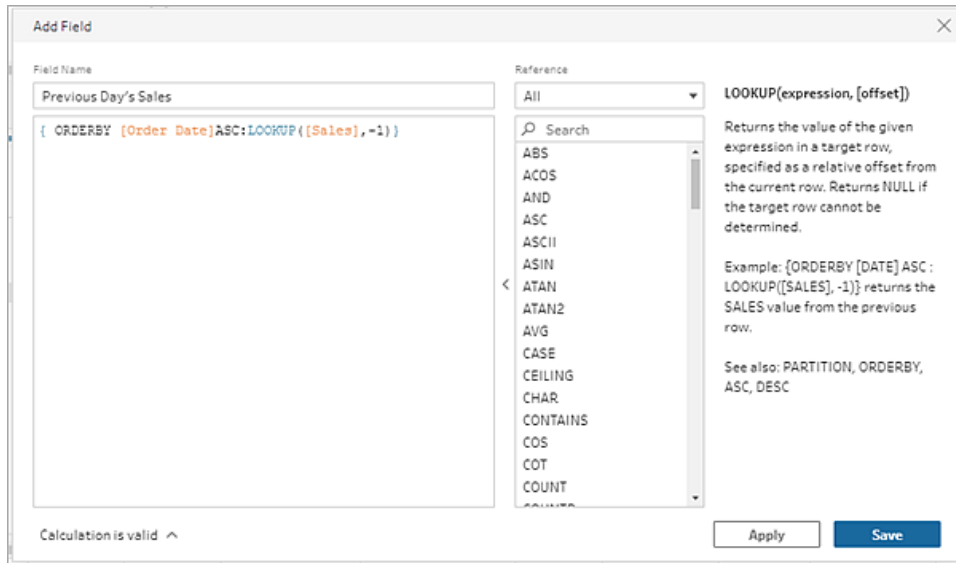 Add Field
Field Name
Previous Day's Sales
{ ORDERBY [Order Date]ASC:LOOKUP([Sales],-1)}
Calculation is valid
Reference
All
Search
ABS
ACOS
AND
ASC
ASCII
ASIN
ATAN
ATAN2
AVG
CASE
CEILING
CHAR
CONTAINS
COS
COT
COUNT
LOOKUP(expression, [offset])
Returns the value of the given
expression in a target row,
specified as a relative offset from
the current row. Returns NULL if
the target row cannot be
determined.
Example: {ORDERBY [DATE] ASC :
LOOKUP([SALES], -1)} returns the
SALES value from the previous
row.
See also: PARTITION, ORDERBY,
ASC, DESC
Apply
Save